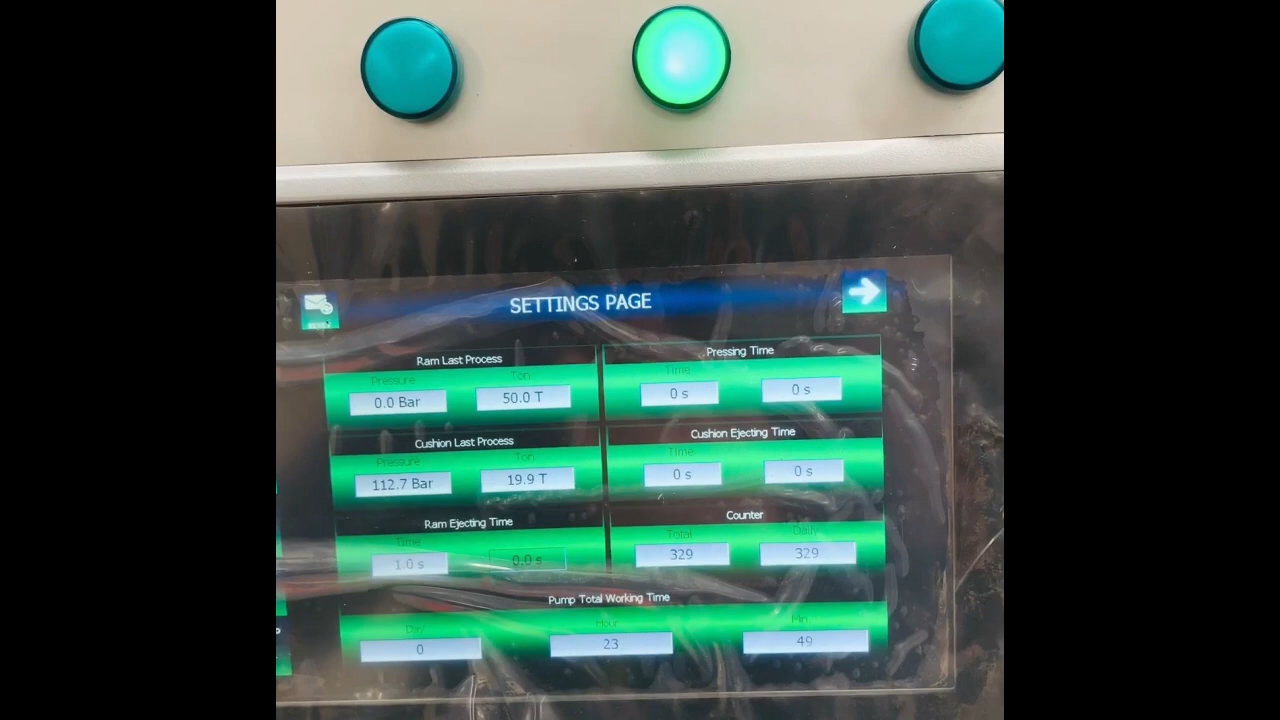 SETTINGS PAGE
Ram Last Process
Pressure Ton
0.0 Bar 50.0 T
Pressing Time
Time
0 s 0 s
Cushion Last Process
Pressure Ton
112.7 Bar 19.9 T
Cushion Ejecting Time
Time
0 s 0 s
Ram Ejecting Time
Time
1.0 s 0.0 s
Counter
Total Daily
329 329
Pump Total Working Time
Day Hour Min
0 23 49